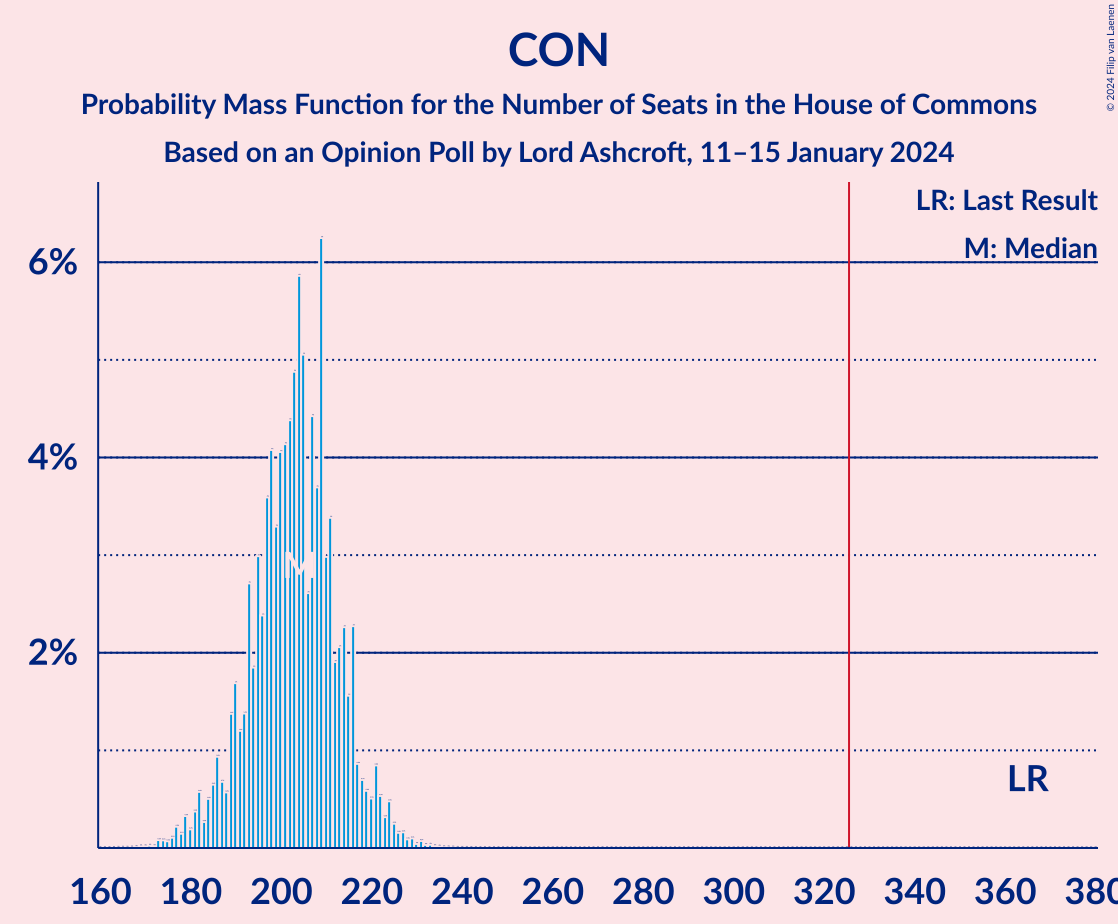 CON
Probability Mass Function for the Number of Seats in the House of Commons
Based on an Opinion Poll by Lord Ashcroft, 11–15 January 2024
© 2024 Filip van Laenen
LR: Last Result
M: Median
6%
4%
2%
M
LR
160 180 200 220 240 260 280 300 320 340 360 380